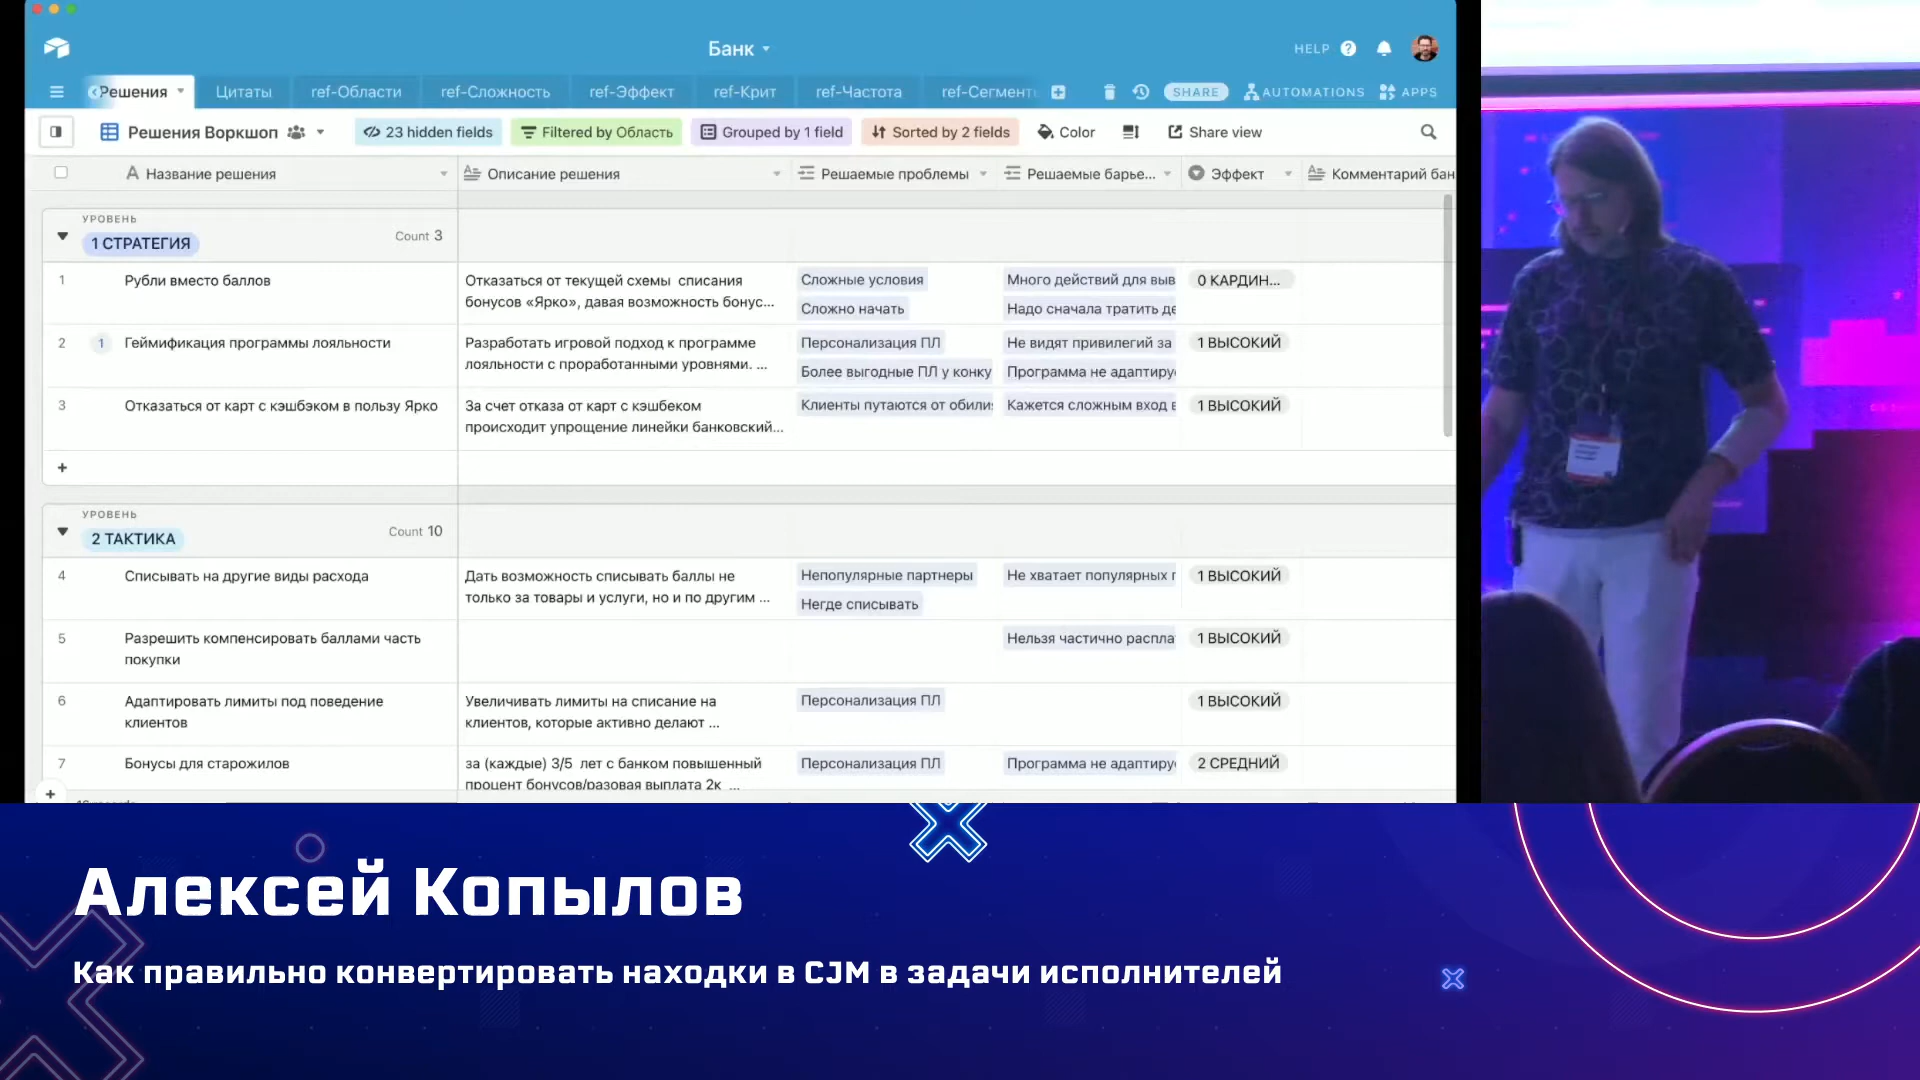 Банк
HELP
Решения
Цитаты
ref-Области
ref-Сложность
ref-Эффект
ref-Крит
ref-Частота
ref-Сегмент
SHARE
AUTOMATIONS
APPS
Решения Воркшоп
23 hidden fields
Filtered by Область
Grouped by 1 field
Sorted by 2 fields
Color
Share view
Название решения
Описание решения
Решаемые проблемы
Решаемые барье...
Эффект
Комментарий бан
УРОВЕНЬ
1 СТРАТЕГИЯ
Count 3
1
Рубли вместо баллов
Отказаться от текущей схемы списания
бонусов «Ярко», давая возможность бонус...
Сложные условия
Сложно начать
Много действий для выв
Надо сначала тратить де
0 КАРДИН...
2
1
Геймификация программы лояльности
Разработать игровой подход к программе
лояльности с проработанными уровнями. ...
Персонализация ПЛ
Более выгодные ПЛ у конку
Не видят привилегий за
Программа не адаптиру
1 ВЫСОКИЙ
3
Отказаться от карт с кэшбэком в пользу Ярко
За счет отказа от карт с кэшбеком
происходит упрощение линейки банковский...
Клиенты путаются от обили
Кажется сложным вход в
1 ВЫСОКИЙ
УРОВЕНЬ
2 ТАКТИКА
Count 10
4
Списывать на другие виды расхода
Дать возможность списывать баллы не
только за товары и услуги, но и по другим ...
Непопулярные партнеры
Негде списывать
Не хватает популярных п
1 ВЫСОКИЙ
5
Разрешить компенсировать баллами часть
покупки
Нельзя частично распла
1 ВЫСОКИЙ
6
Адаптировать лимиты под поведение
клиентов
Увеличивать лимиты на списание на
клиентов, которые активно делают ...
Персонализация ПЛ
1 ВЫСОКИЙ
7
Бонусы для старожилов
за (каждые) 3/5 лет с банком повышенный
процент бонусов/разовая выплата 2к ...
Персонализация ПЛ
Программа не адаптиру
2 СРЕДНИЙ
Алексей Копылов
Как правильно конвертировать находки в CJM в задачи исполнителей